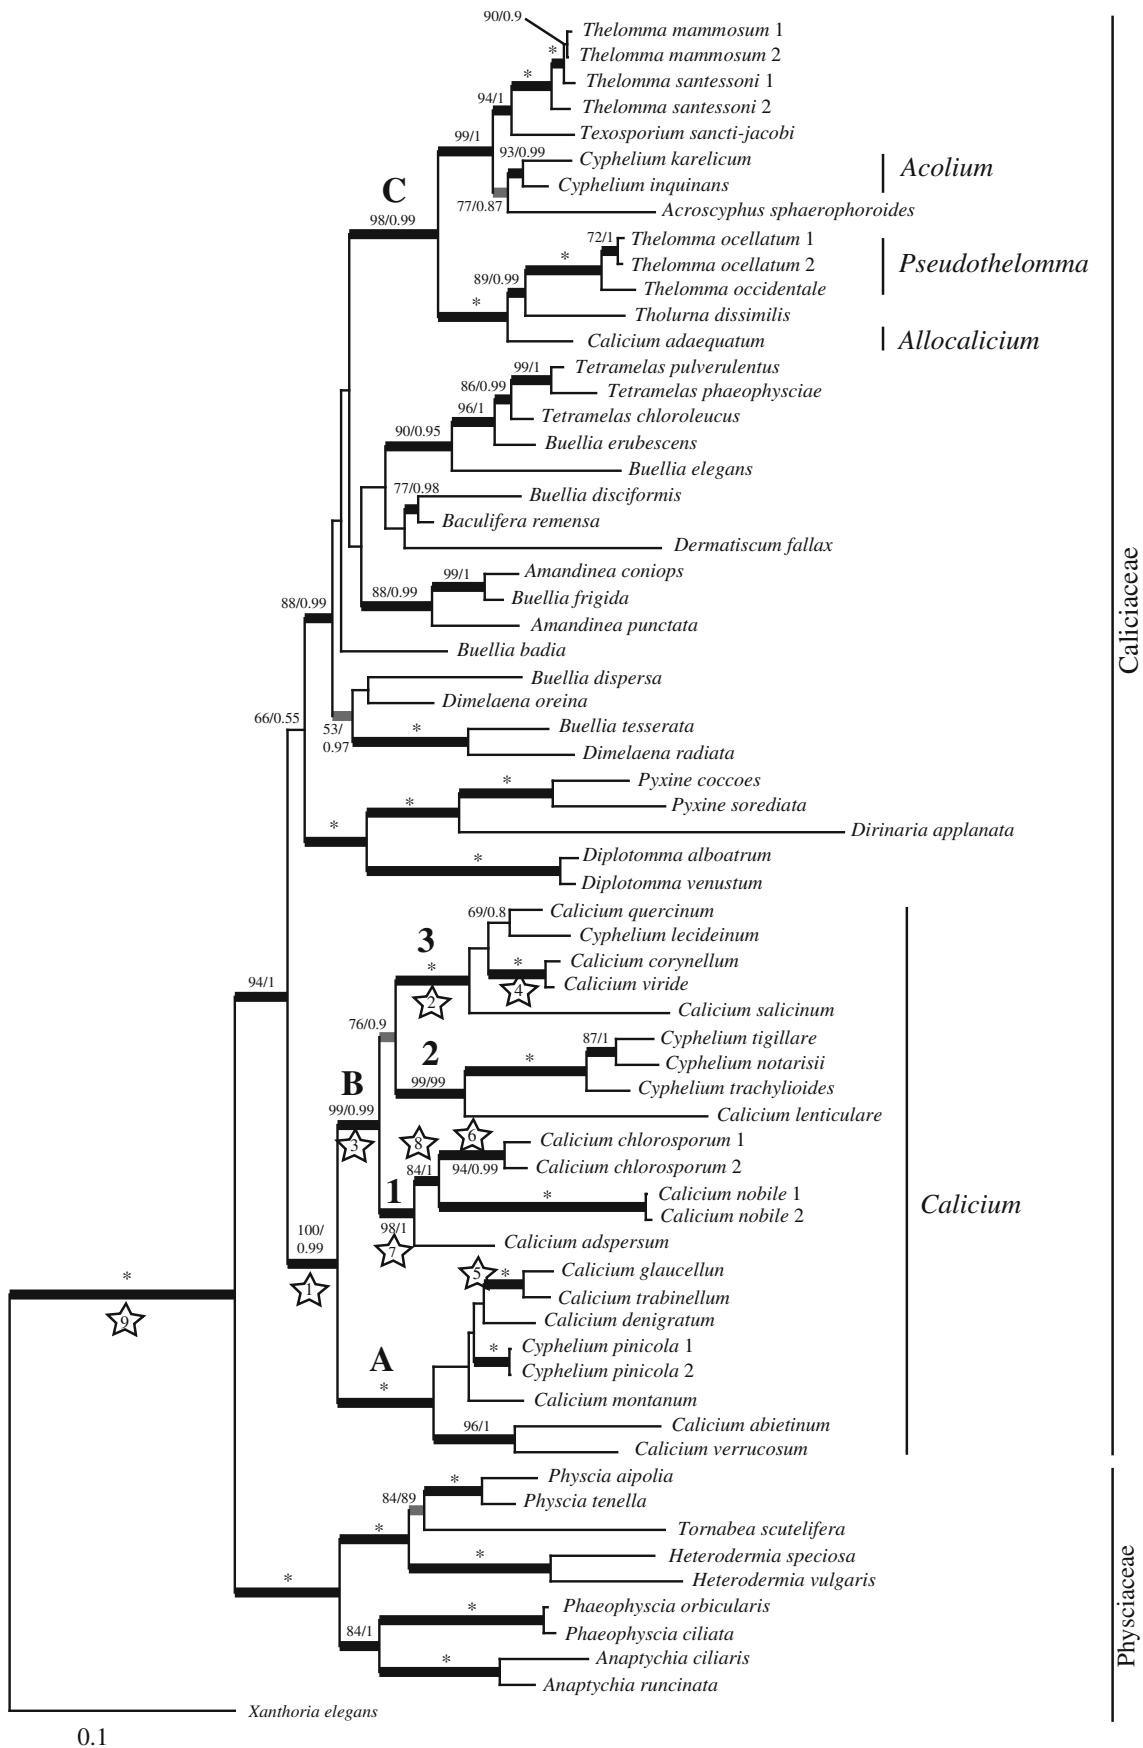 90/0.9
Thelomma mammosum 1
Thelomma mammosum 2
*
Thelomma santessoni 1
*
Thelomma santessoni 2
94/1
Texosporium sancti-jacobi
99/1
93/0.99
Cyphelium karelicum
Acolium
Cyphelium inquinans
C
77/0.87
Acroscyphus sphaerophoroides
98/0.99
72/1
Thelomma ocellatum 1
*
Thelomma ocellatum 2
Pseudothelomma
89/0.99
Thelomma occidentale
*
Tholurna dissimilis
Calicium adaequatum
Allocalicium
99/1
Tetramelas pulverulentus
86/0.99
Tetramelas phaeophysciae
96/1
Tetramelas chloroleucus
90/0.95
Buellia erubescens
Buellia elegans
77/0.98
Buellia disciformis
Baculifera remensa
Dermatiscum fallax
Caliciaceae
99/1
Amandinea coniops
88/0.99
Buellia frigida
88/0.99
Amandinea punctata
Buellia badia
Buellia dispersa
Dimelaena oreina
66/0.55
53/
0.97
*
Buellia tesserata
Dimelaena radiata
*
Pyxine coccoes
*
Pyxine sorediata
*
Dirinaria applanata
*
Diplotomma alboatrum
Diplotomma venustum
69/0.8
Calicium quercinum
3
Cyphelium lecideinum
*
*
Calicium corynellum
2
4
Calicium viride
94/1
Calicium salicinum
76/0.9
Cyphelium tigillare
87/1
2
*
Cyphelium notarisii
B
99/99
Cyphelium trachylioides
99/0.99
Calicium lenticulare
3
8
6
Calicium chlorosporum 1
84/1
94/0.99
Calicium chlorosporum 2
1
*
Calicium nobile 1
Calicium
Calicium nobile 2
98/1
7
Calicium adspersum
100/
0.99
1
5
*
Calicium glaucellun
*
Calicium trabinellum
9
Calicium denigratum
*
Cyphelium pinicola 1
A
Cyphelium pinicola 2
*
Calicium montanum
96/1
Calicium abietinum
Calicium verrucosum
*
Physcia aipolia
84/89
Physcia tenella
*
Tornabea scutelifera
*
Heterodermia speciosa
*
Heterodermia vulgaris
Physciaceae
*
Phaeophyscia orbicularis
84/1
Phaeophyscia ciliata
*
Anaptychia ciliaris
Anaptychia runcinata
Xanthoria elegans
0.1